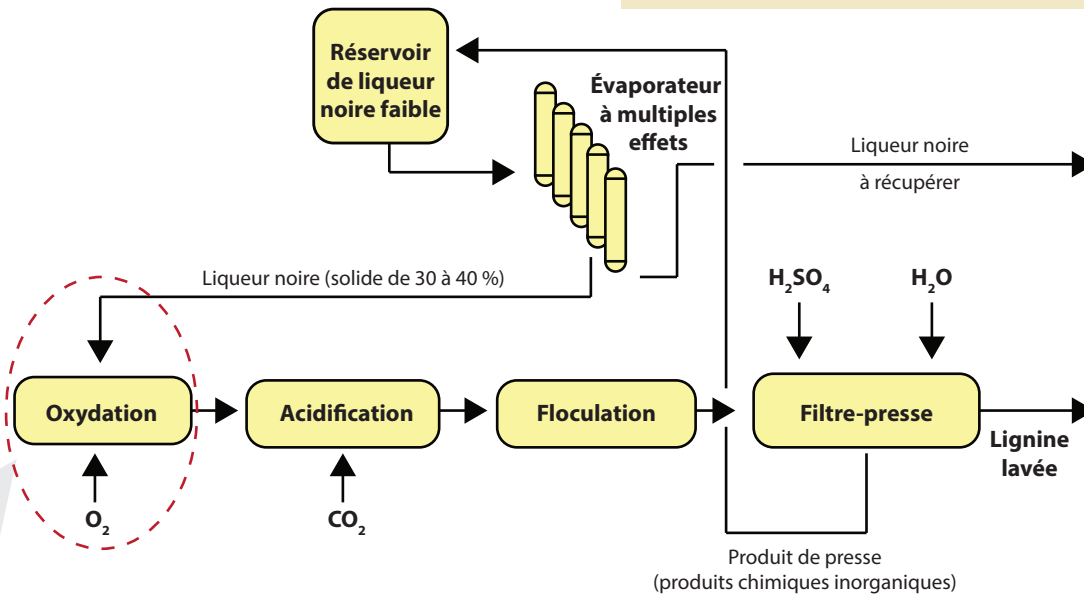 Réservoir
de liqueur
noire faible
Évaporateur
à multiples
effets
Liqueur noire
à récupérer
Liqueur noire (solide de 30 à 40 %)
H₂SO₄
H₂O
Oxydation
Acidification
Floculation
Filtre-presse
Lignine
lavée
O₂
CO₂
Produit de presse
(produits chimiques inorganiques)